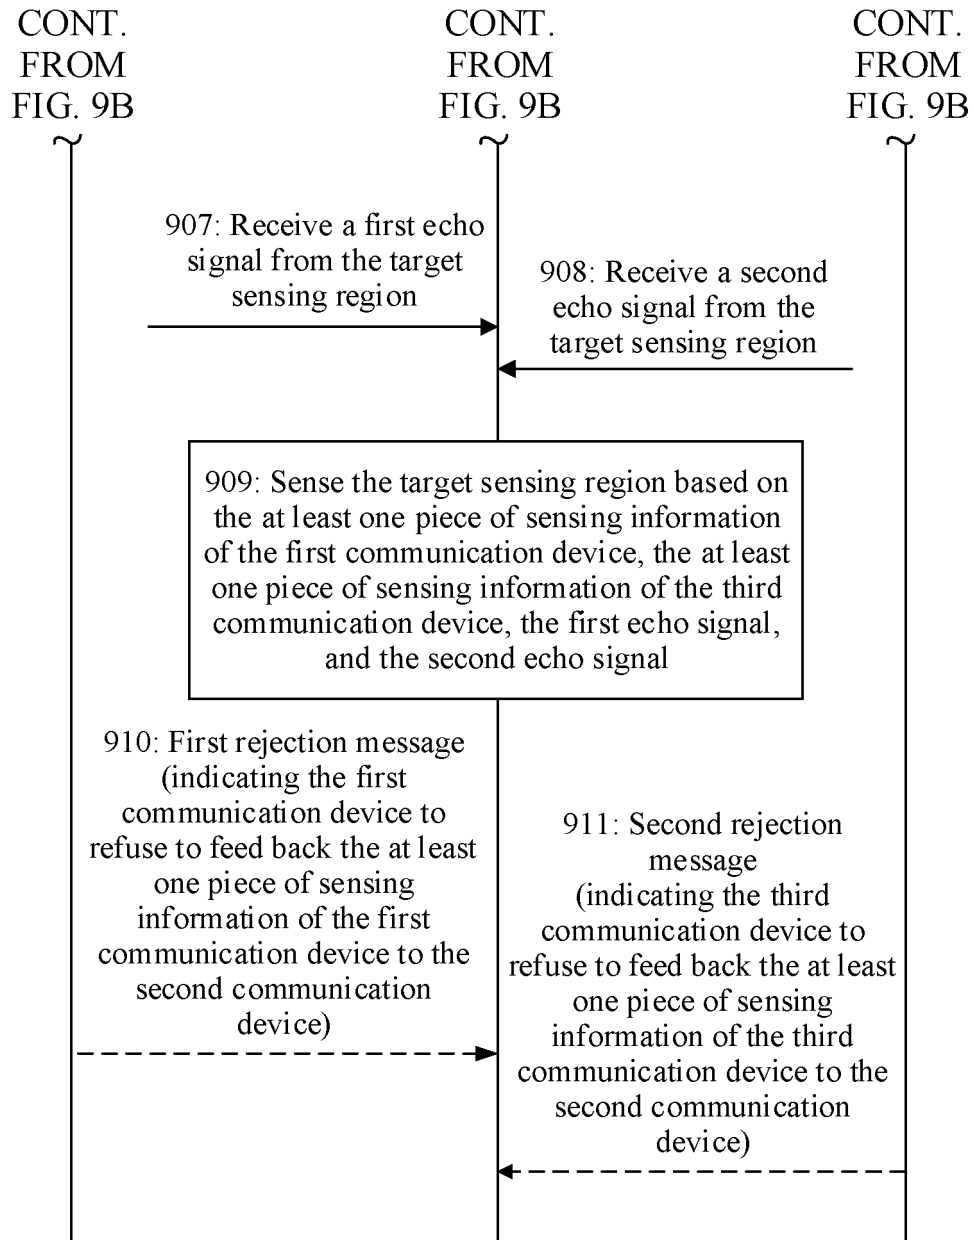 CONT.
FROM
FIG. 9B
CONT.
FROM
FIG. 9B
CONT.
FROM
FIG. 9B
907: Receive a first echo
signal from the target
sensing region
908: Receive a second
echo signal from the
target sensing region
909: Sense the target sensing region based on
the at least one piece of sensing information
of the first communication device, the at least
one piece of sensing information of the third
communication device, the first echo signal,
and the second echo signal
910: First rejection message
(indicating the first
communication device to
refuse to feed back the at least
one piece of sensing
information of the first
communication device to the
second communication
device)
911: Second rejection
message
(indicating the third
communication device to
refuse to feed back the at least
one piece of sensing
information of the third
communication device to the
second communication
device)